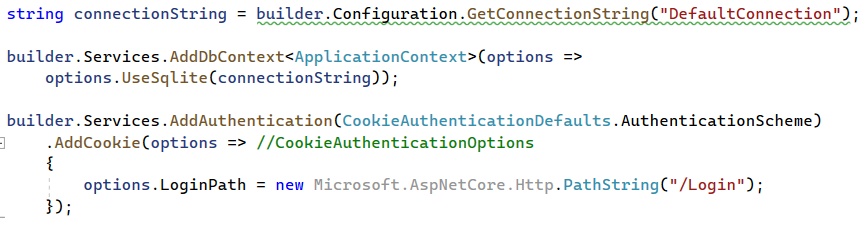 string connectionString = builder.Configuration.GetConnectionString("DefaultConnection");
builder.Services.AddDbContext<ApplicationContext>(options =>
    options.UseSqlite(connectionString));
builder.Services.AddAuthentication(CookieAuthenticationDefaults.AuthenticationScheme)
    .AddCookie(options => //CookieAuthenticationOptions
    {
        options.LoginPath = new Microsoft.AspNetCore.Http.PathString("/Login");
    });